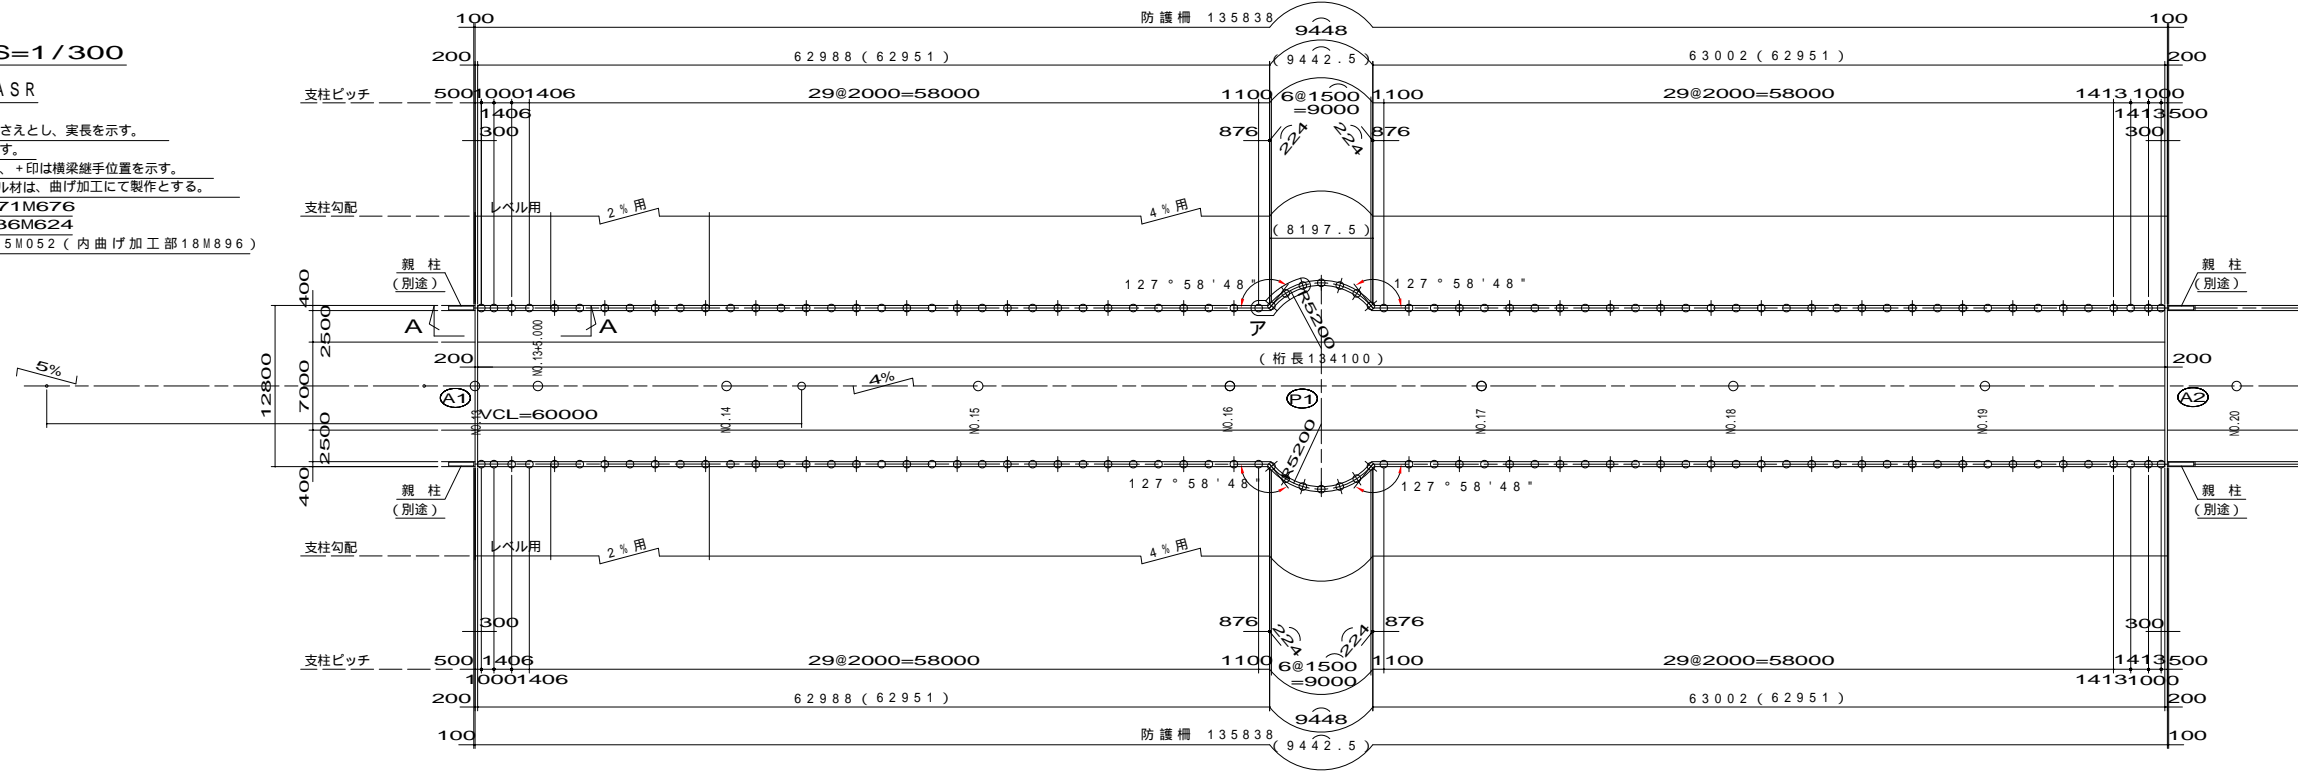 100 防護柵 135838 9448 100
S=1/300
200 62988(62951) (9442.5) 63002(62951) 200
ASR
支柱ピッチ 500 1000 1406 29@2000=58000 1100 6@1500 1100 29@2000=58000 1413 1000
1406 =9000 1413 500
さえとし、実長を示す。 300 876 224 224 876 300
す。
、+印は横梁継手位置を示す。
ル材は、曲げ加工にて製作とする。
71M676 支柱勾配 レベル用 2%用 4%用
36M624
5M052(内曲げ加工部18M896) (8197.5)
親 柱
(別途)
127°58'48" 127°58'48"
親 柱
(別途)
400
A A ア R5200
2500
NO.13+5.000
200 (桁長134100) 200
5% 12800 7000 4%
A1 P1 A2
VCL=60000
NO.13 NO.14 NO.15 NO.16 NO.17 NO.18 NO.19 NO.20
2500 R5200
400
127°58'48" 127°58'48"
親 柱
(別途)
親 柱
(別途)
支柱勾配 レベル用 2%用 4%用
300 876 224 224 876 300
支柱ピッチ 500 1406 29@2000=58000 1100 6@1500 1100 29@2000=58000 1413 500
1000 1406 =9000 1413 1000
200 62988(62951) 9448 63002(62951) 200
100 防護柵 135838 (9442.5) 100